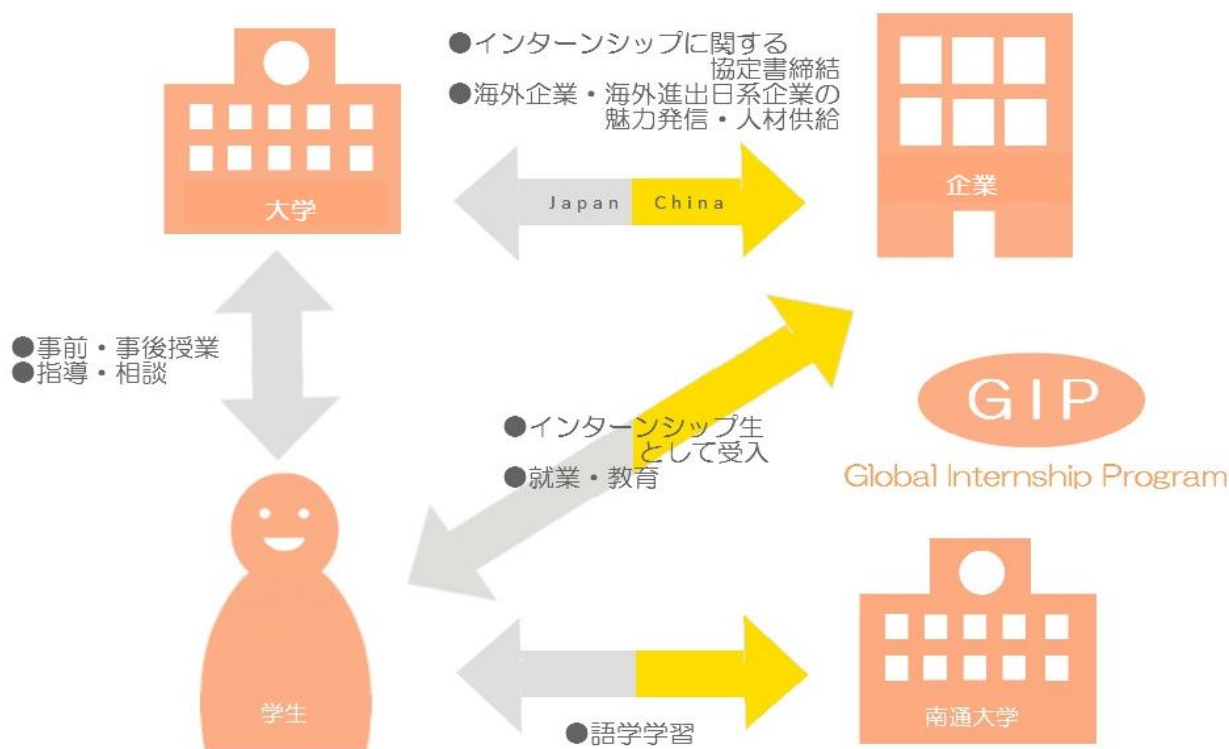 ●インターンシップに関する
協定書締結
●海外企業・海外進出日系企業の
魅力発信・人材供給
大学
Japan China
企業
●事前・事後授業
●指導・相談
●インターンシップ生
として受入
●就業・教育
GIP
Global Internship Program
学生
南通大学
●語学学習